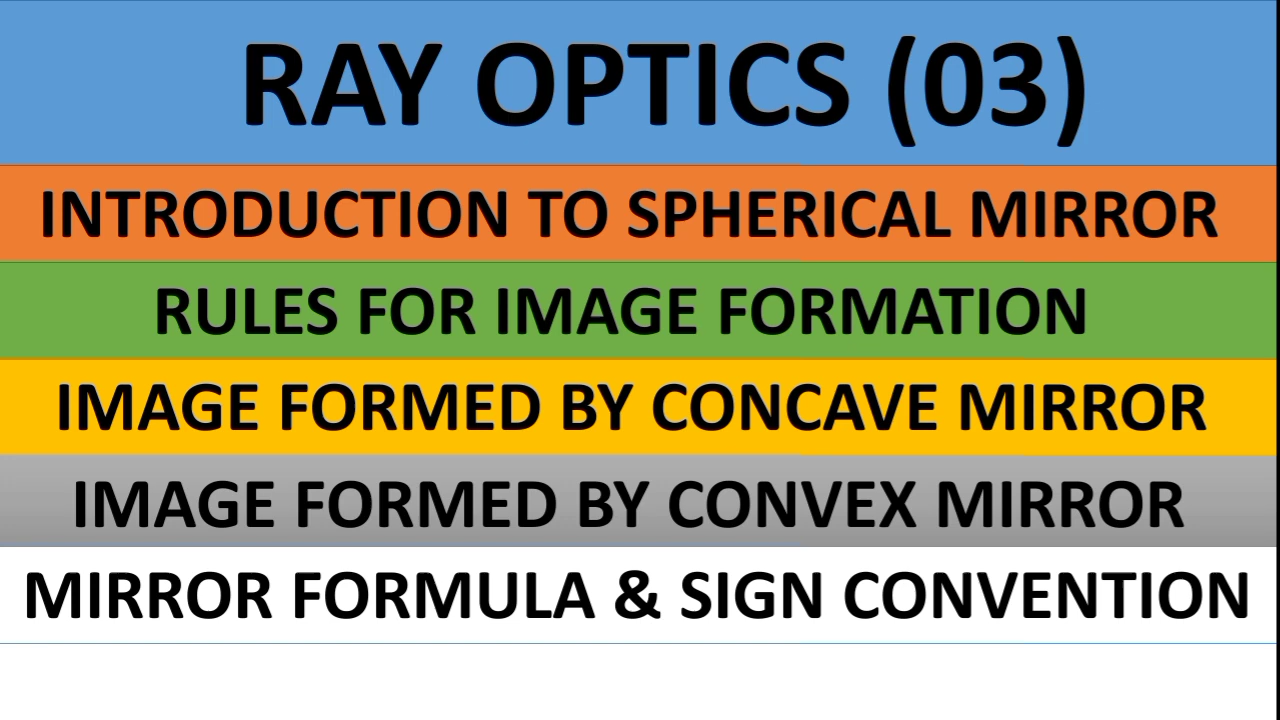 RAY OPTICS (03)
INTRODUCTION TO SPHERICAL MIRROR
RULES FOR IMAGE FORMATION
IMAGE FORMED BY CONCAVE MIRROR
IMAGE FORMED BY CONVEX MIRROR
MIRROR FORMULA & SIGN CONVENTION